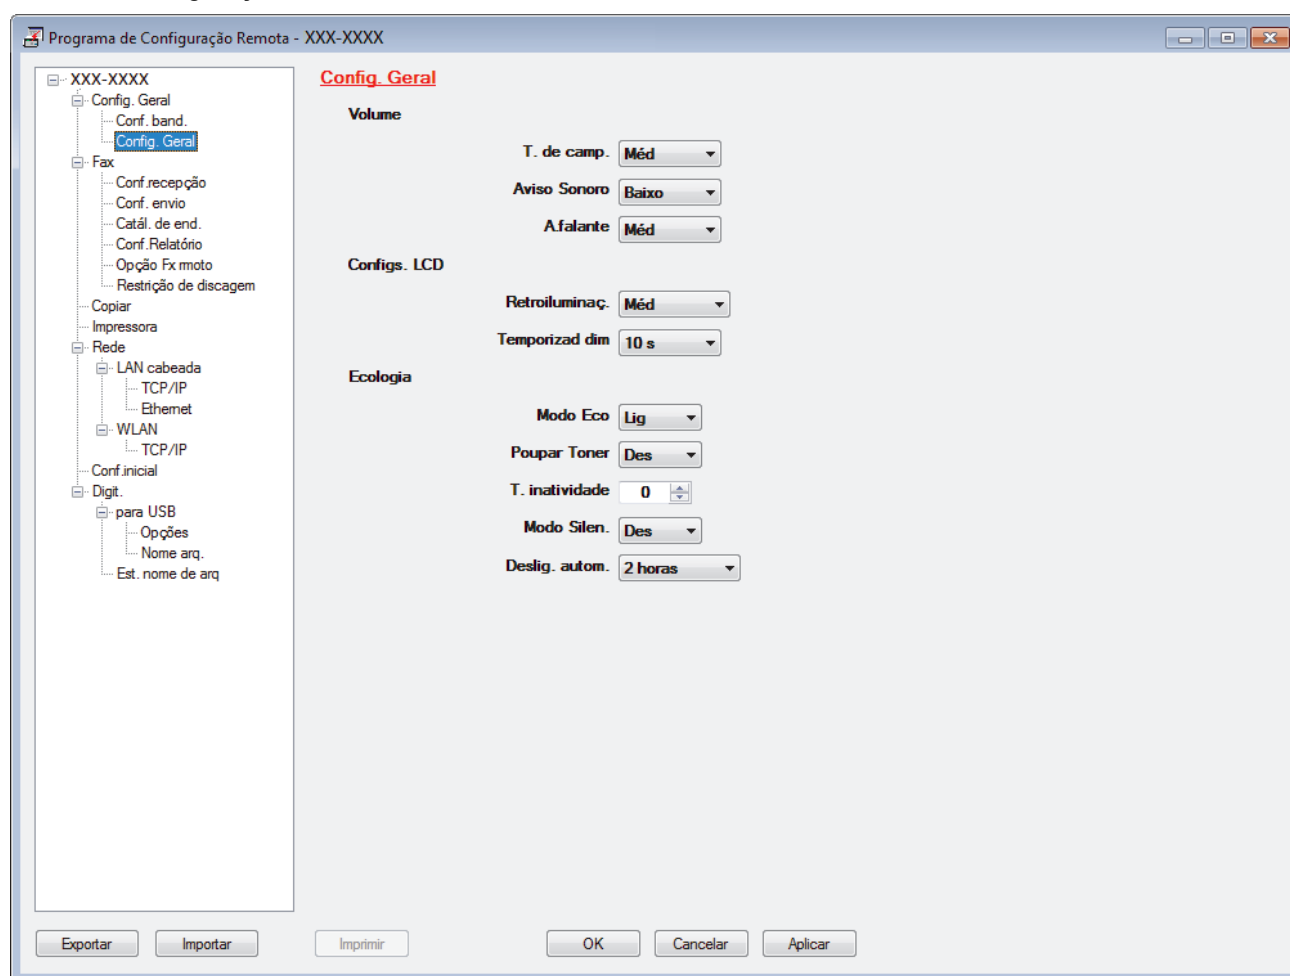 Programa de Configuração Remota - XXX-XXXX
XXX-XXXX
Config. Geral
Conf. band.
Config. Geral
Fax
Conf.recepção
Conf. envio
Catál. de end.
Conf.Relatório
Opção Fx rmoto
Restrição de discagem
Copiar
Impressora
Rede
LAN cabeada
TCP/IP
Ethernet
WLAN
TCP/IP
Conf.inicial
Digit.
para USB
Opções
Nome arq.
Est. nome de arq
Config. Geral
Volume
T. de camp. Méd
Aviso Sonoro Baixo
A.falante Méd
Configs. LCD
Retroiluminaç. Méd
Temporizad dim 10 s
Ecologia
Modo Eco Lig
Poupar Toner Des
T. inatividade 0
Modo Silen. Des
Deslig. autom. 2 horas
Exportar Importar Imprimir OK Cancelar Aplicar